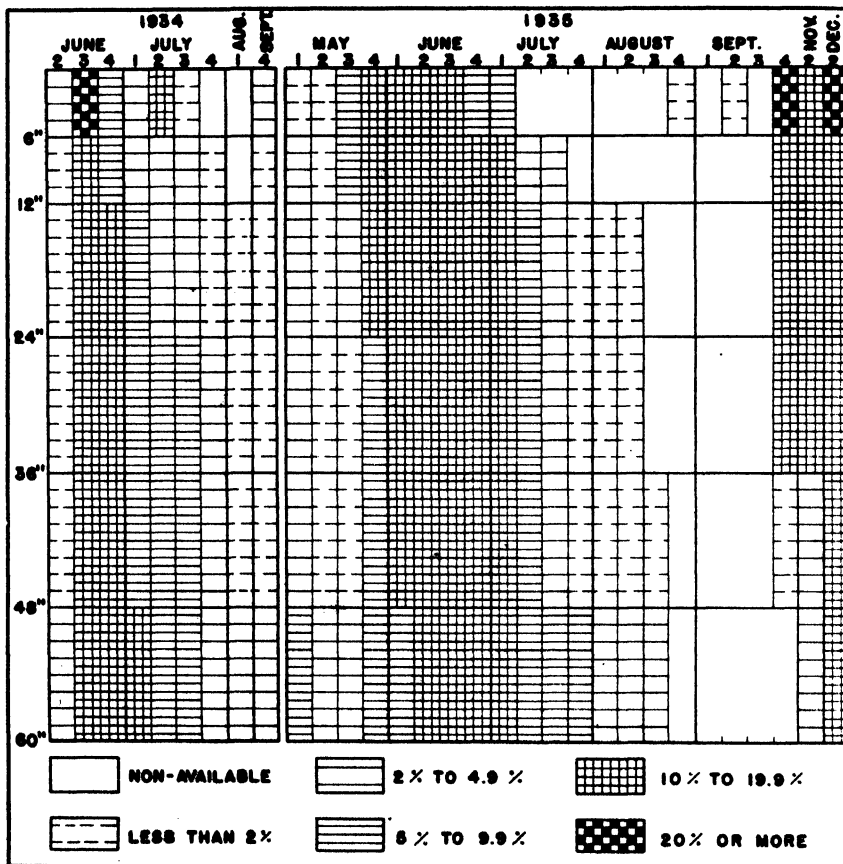 1934 1935
JUNE JULY AUG. SEPT. MAY JUNE JULY AUGUST SEPT. NOV. DEC.
2 3 4 1 2 3 4 4 1 2 3 4 1 2 3 4 1 2 3 4 1 2 3 4 1 2 3 4
6"
12"
24"
36"
48"
60"
NON-AVAILABLE 2% TO 4.9% 10% TO 19.9%
LESS THAN 2% 5% TO 9.9% 20% OR MORE